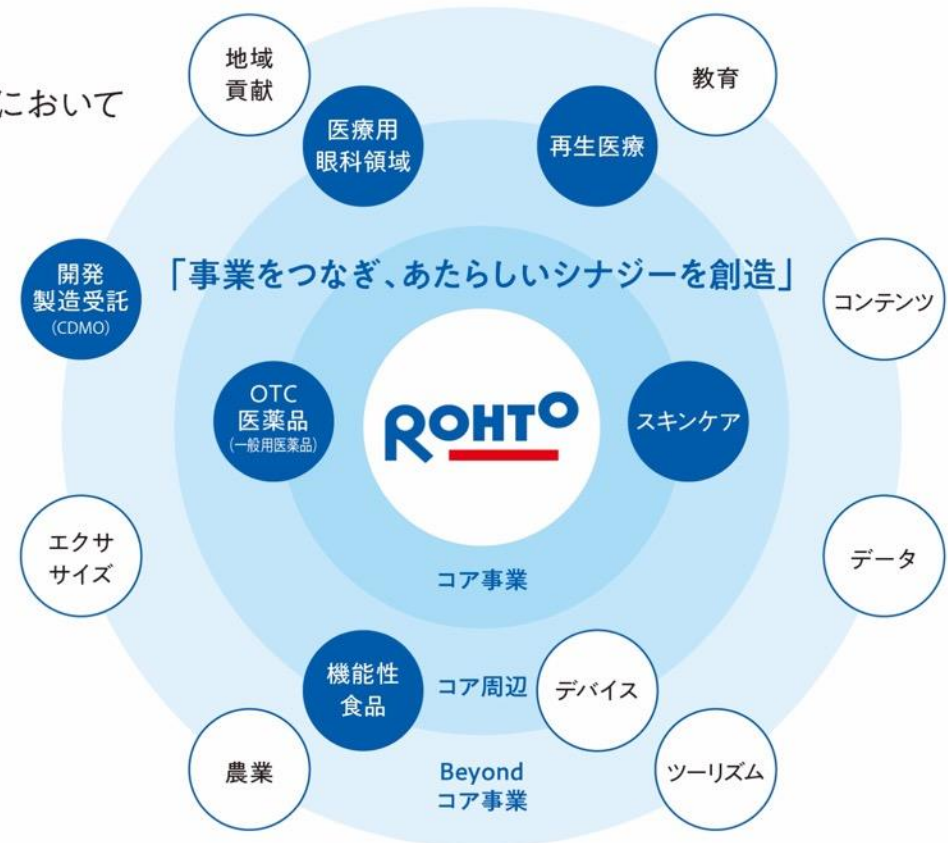 において
地域
貢献
教育
医療用
眼科領域
再生医療
「事業をつなぎ、あたらしいシナジーを創造」
開発
製造受託
(CDMO)
コンテンツ
OTC
医薬品
(一般用医薬品)
ROHTO
スキンケア
エクサ
サイズ
コア事業
データ
機能性
食品
コア周辺
デバイス
農業
Beyond
コア事業
ツーリズム